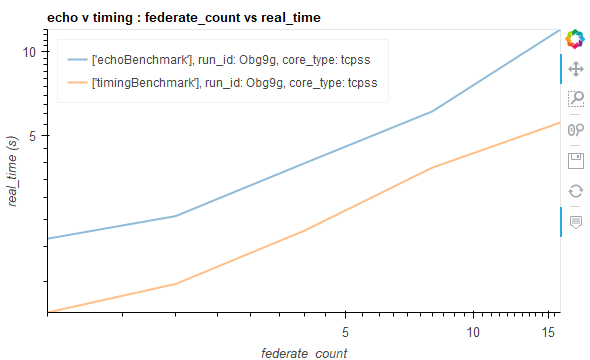 echo v timing : federate_count vs real_time
['echoBenchmark'], run_id: Obg9g, core_type: tcpss
['timingBenchmark'], run_id: Obg9g, core_type: tcpss
10
5
real_time (s)
5
10
15
federate_count